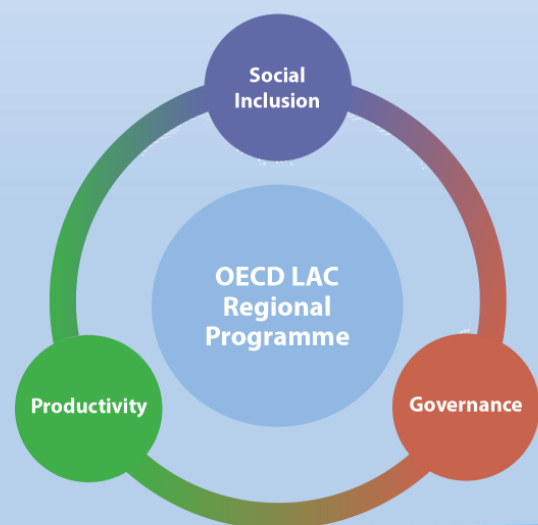 Social
Inclusion
OECD LAC
Regional
Programme
Productivity
Governance